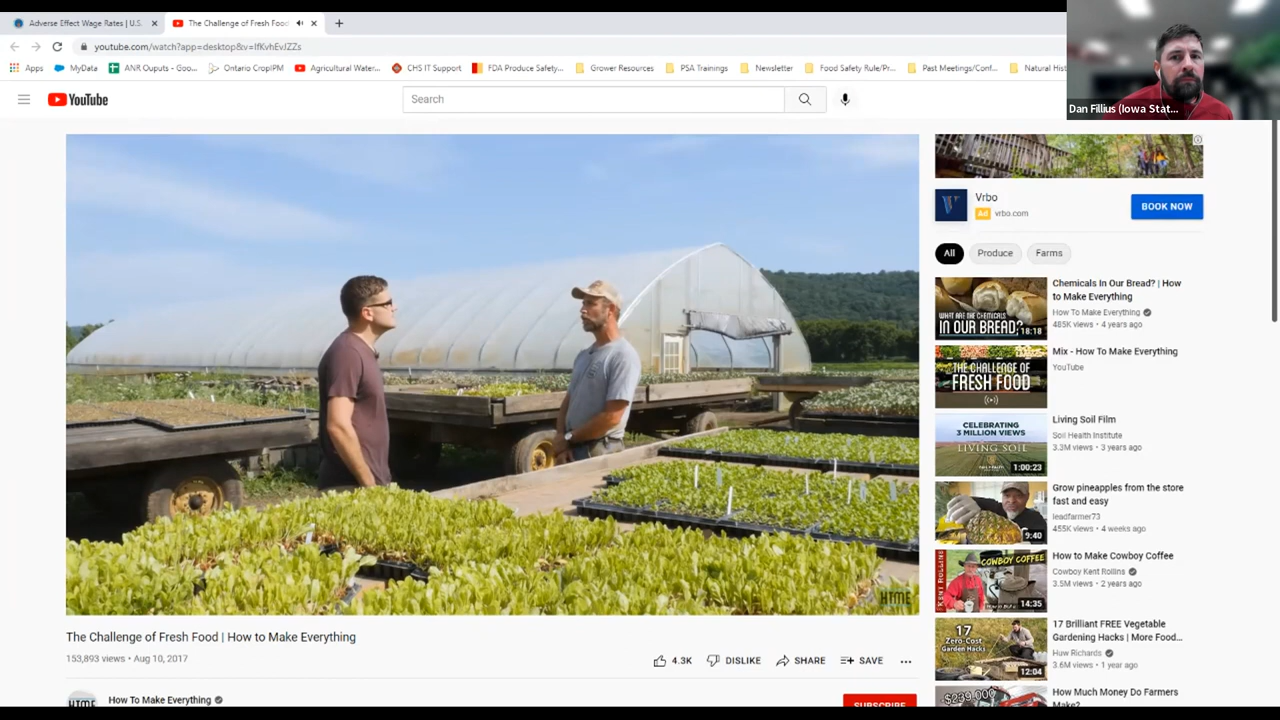 Adverse Effect Wage Rates | U.S.
The Challenge of Fresh Food
youtube.com/watch?app=desktop&v=IfKvhEvJZZs
Apps
MyData
ANR Ouputs - Goo...
Ontario CropIPM
Agricultural Water...
CHS IT Support
FDA Produce Safety...
Grower Resources
PSA Trainings
Newsletter
Food Safety Rule/Pr...
Past Meetings/Conf...
Natural Hist
Dan Fillius (Iowa Stat...
YouTube
Search
Vrbo
Ad vrbo.com
BOOK NOW
All
Produce
Farms
WHAT ARE THE CHEMICALS
IN OUR BREAD?
18:18
Chemicals In Our Bread? | How
to Make Everything
How To Make Everything
485K views • 4 years ago
THE CHALLENGE OF
FRESH FOOD
Mix - How To Make Everything
YouTube
CELEBRATING
3 MILLION VIEWS
LIVING SOIL
1:00:23
Living Soil Film
Soil Health Institute
3.3M views • 3 years ago
9:40
Grow pineapples from the store
fast and easy
leadfarmer73
455K views • 4 weeks ago
COWBOY COFFEE
KENT ROLLINS
14:35
How to Make Cowboy Coffee
Cowboy Kent Rollins
3.5M views • 2 years ago
17
Zero-Cost
Garden Hacks
12:04
17 Brilliant FREE Vegetable
Gardening Hacks | More Food...
Huw Richards
3.6M views • 1 year ago
$239,000
How Much Money Do Farmers
Make?
HTME
The Challenge of Fresh Food | How to Make Everything
153,893 views • Aug 10, 2017
4.3K
DISLIKE
SHARE
SAVE
HTME
How To Make Everything
SUBSCRIBE